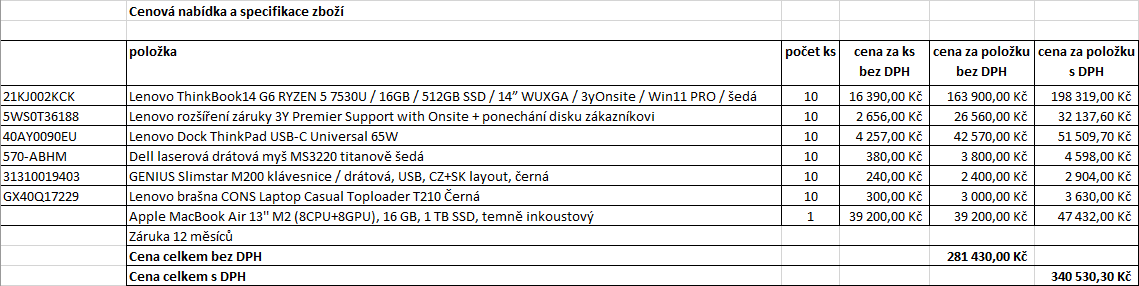 Cenová nabídka a specifikace zboží
položka počet ks cena za ks bez DPH cena za položku bez DPH cena za položku s DPH
21KJ002KCK Lenovo ThinkBook14 G6 RYZEN 5 7530U / 16GB / 512GB SSD / 14” WUXGA / 3yOnsite / Win11 PRO / šedá 10 16 390,00 Kč 163 900,00 Kč 198 319,00 Kč
5WS0T36188 Lenovo rozšíření záruky 3Y Premier Support with Onsite + ponechání disku zákazníkovi 10 2 656,00 Kč 26 560,00 Kč 32 137,60 Kč
40AY0090EU Lenovo Dock ThinkPad USB-C Universal 65W 10 4 257,00 Kč 42 570,00 Kč 51 509,70 Kč
570-ABHM Dell laserová drátová myš MS3220 titanově šedá 10 380,00 Kč 3 800,00 Kč 4 598,00 Kč
31310019403 GENIUS Slimstar M200 klávesnice / drátová, USB, CZ+SK layout, černá 10 240,00 Kč 2 400,00 Kč 2 904,00 Kč
GX40Q17229 Lenovo brašna CONS Laptop Casual Toploader T210 Černá 10 300,00 Kč 3 000,00 Kč 3 630,00 Kč
Apple MacBook Air 13" M2 (8CPU+8GPU), 16 GB, 1 TB SSD, temně inkoustový 1 39 200,00 Kč 39 200,00 Kč 47 432,00 Kč
Záruka 12 měsíců
Cena celkem bez DPH 281 430,00 Kč
Cena celkem s DPH 340 530,30 Kč